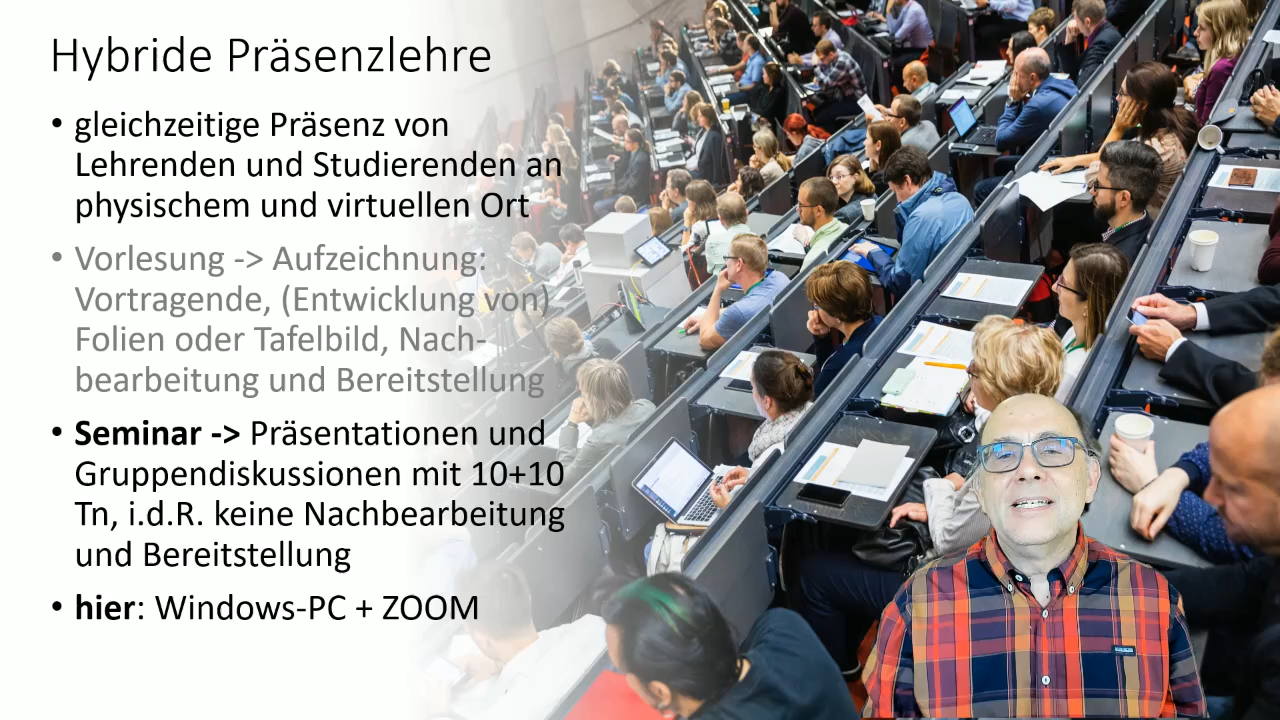 Hybride Präsenzlehre
• gleichzeitige Präsenz von
Lehrenden und Studierenden an
physischem und virtuellen Ort
• Vorlesung -> Aufzeichnung:
Vortragende, (Entwicklung von)
Folien oder Tafelbild, Nach-
bearbeitung und Bereitstellung
• Seminar -> Präsentationen und
Gruppendiskussionen mit 10+10
Tn, i.d.R. keine Nachbearbeitung
und Bereitstellung
• hier: Windows-PC + ZOOM